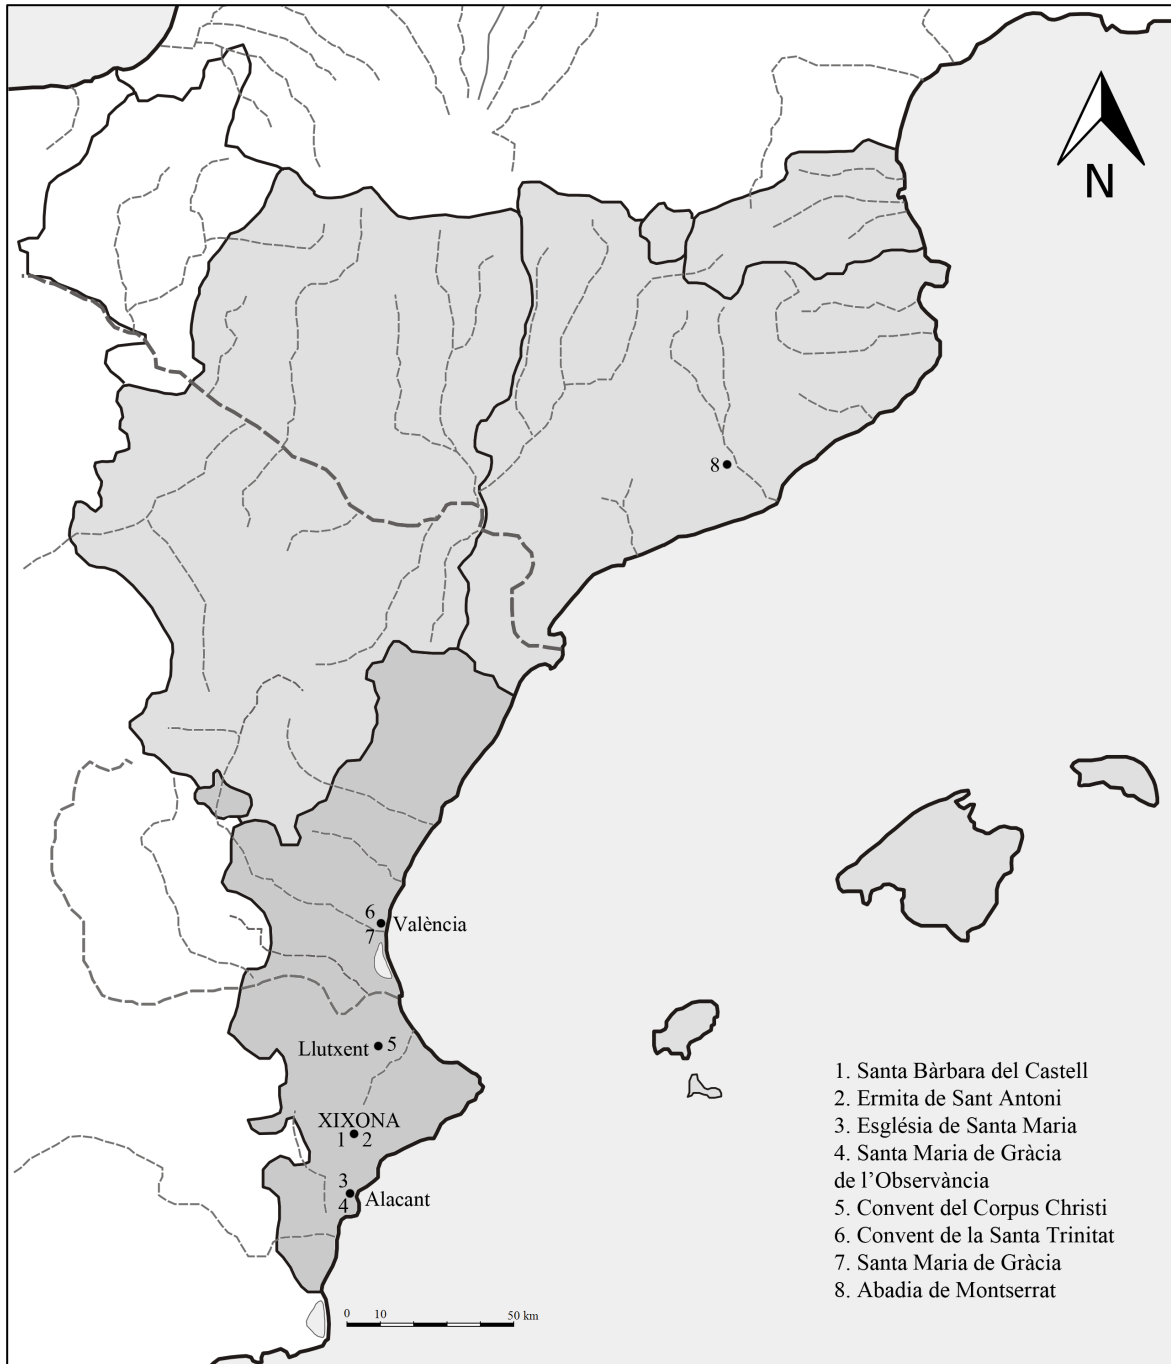 N
8
6
València
7
Llutxent
5
XIXONA
1
2
3
Alacant
4
1. Santa Bàrbara del Castell
2. Ermita de Sant Antoni
3. Església de Santa Maria
4. Santa Maria de Gràcia
de l'Observància
5. Convent del Corpus Christi
6. Convent de la Santa Trinitat
7. Santa Maria de Gràcia
8. Abadia de Montserrat
0 10 50 km